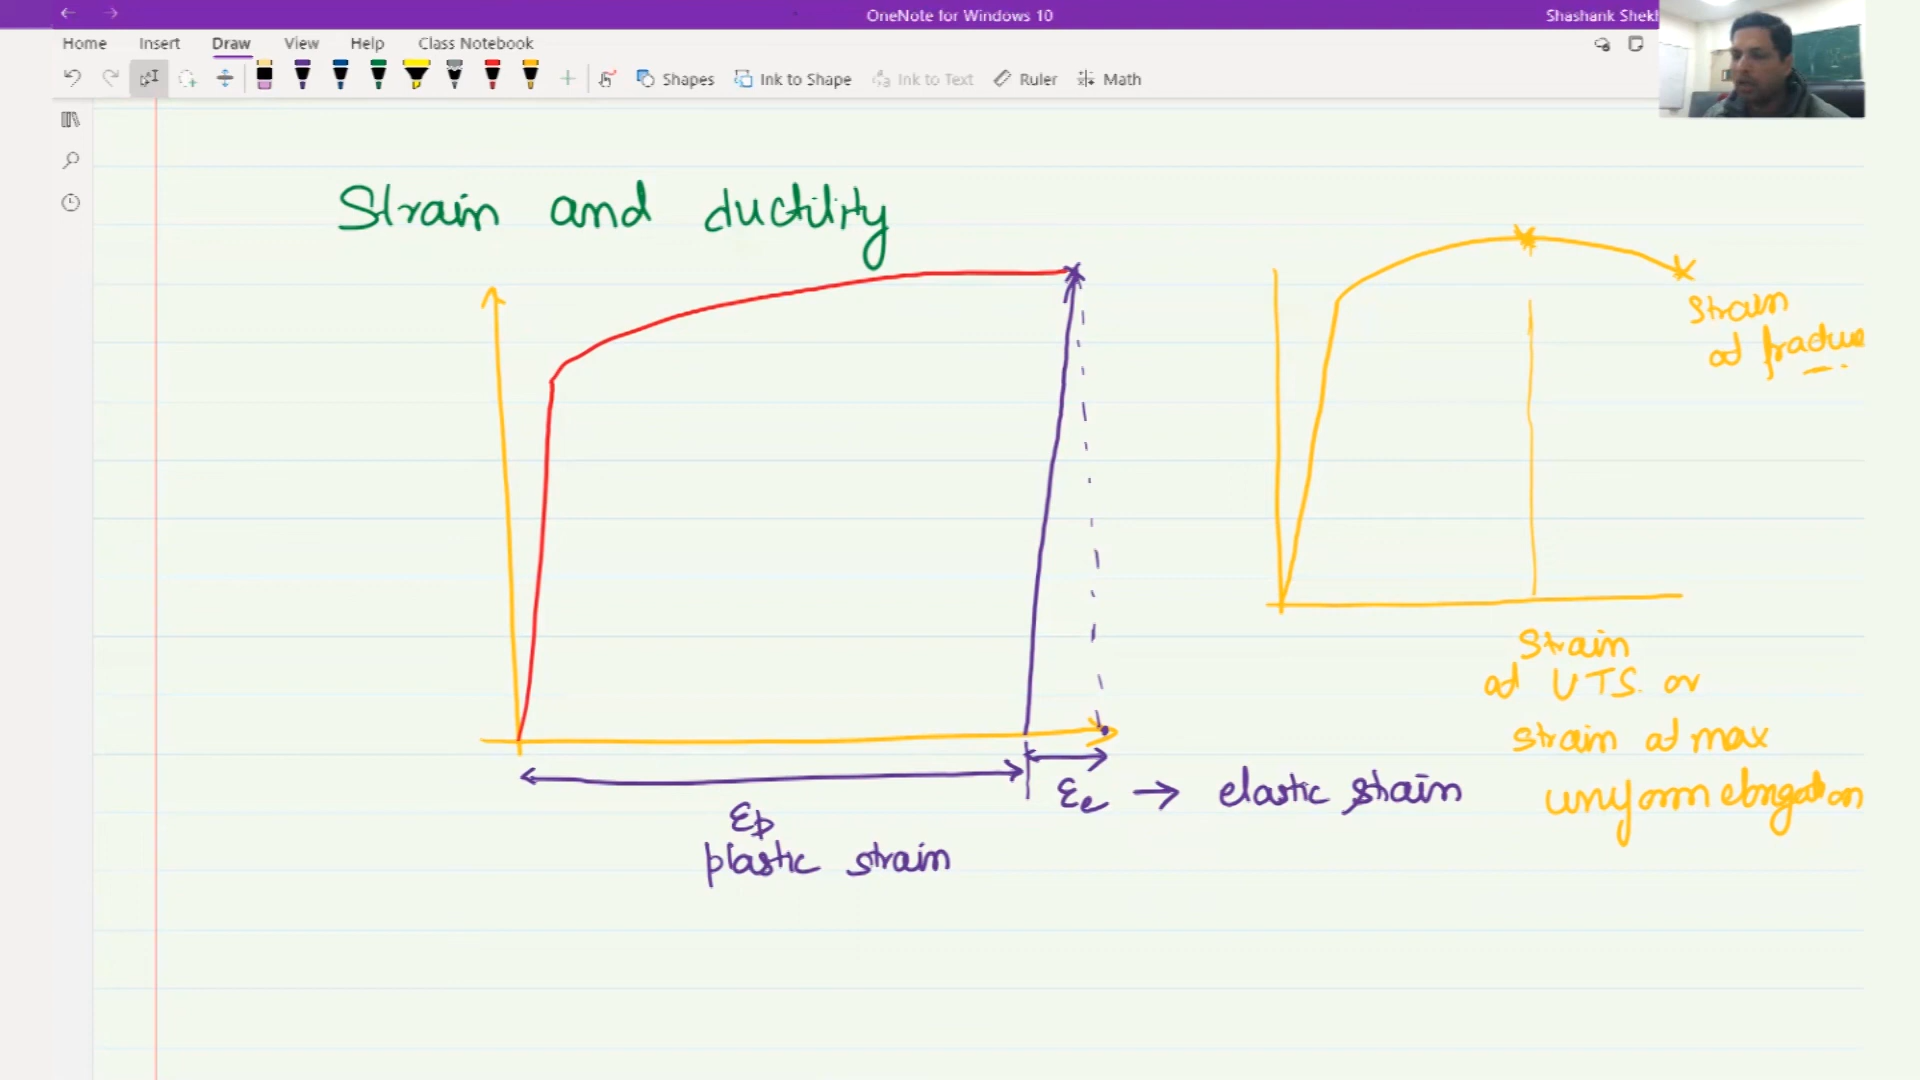 OneNote for Windows 10
Home Insert Draw View Help Class Notebook
Shapes Ink to Shape Ink to Text Ruler Math
Strain and ductility
Strain
at fracture
Strain
at UTS. or
strain at max
uniform elongation
εp
plastic strain
εe → elastic strain